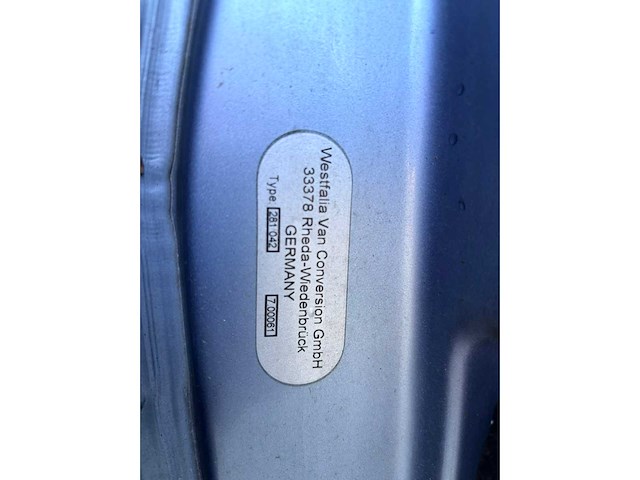 Westfalia Van Conversion GmbH
33378 Rheda-Wiedenbrück
GERMANY
Type: 281 042 7.00061